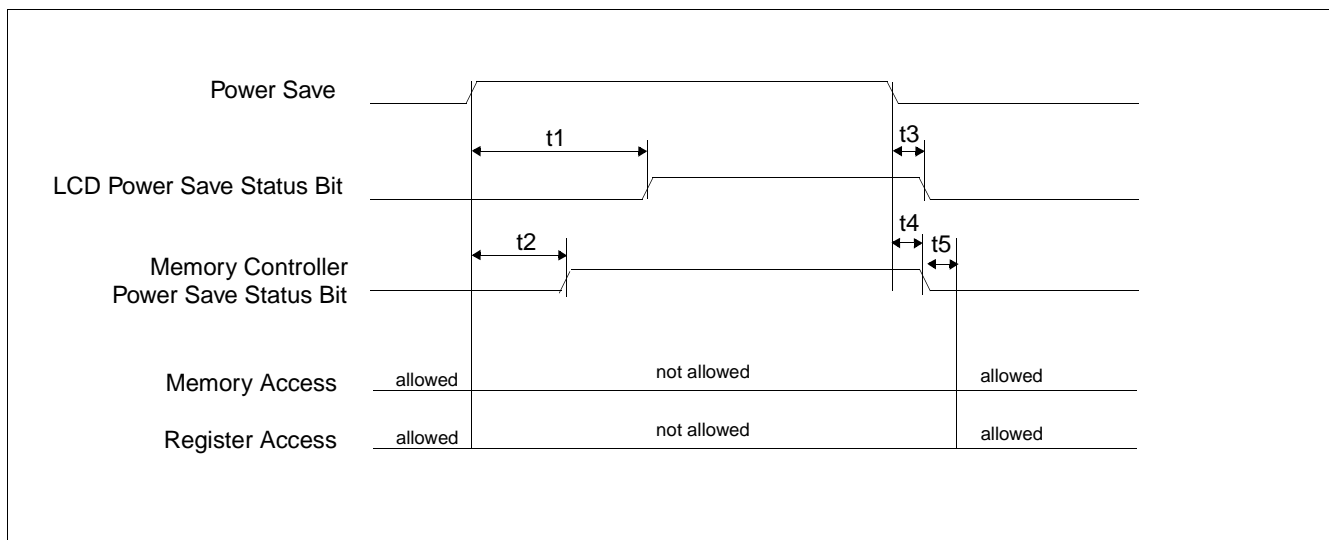 Power Save
t1
t3
LCD Power Save Status Bit
t2
t4
t5
Memory Controller
Power Save Status Bit
Memory Access
allowed
not allowed
allowed
Register Access
allowed
not allowed
allowed